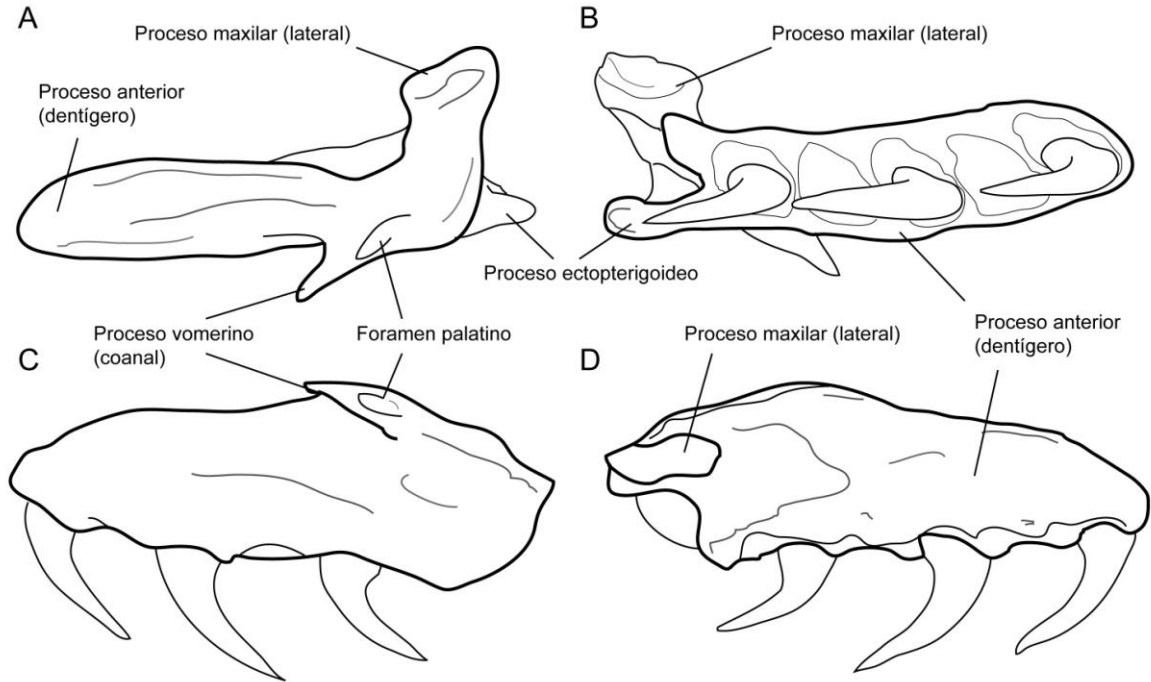 A
B
Proceso maxilar (lateral)
Proceso maxilar (lateral)
Proceso anterior
(dentígero)
Proceso ectopterigoideo
Proceso vomerino
(coanal)
Foramen palatino
Proceso maxilar (lateral)
Proceso anterior
(dentígero)
C
D